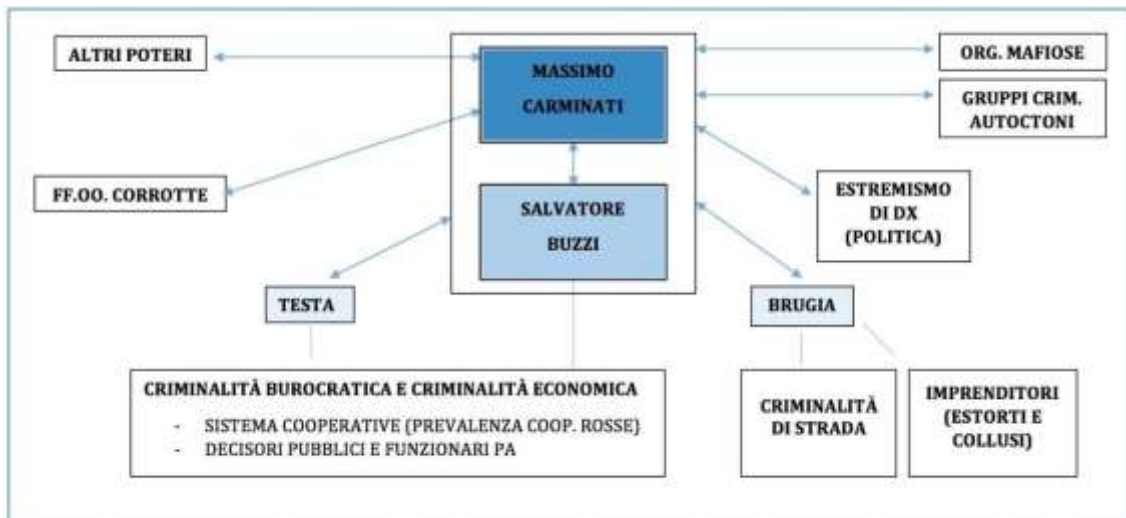 ALTRI POTERI
MASSIMO
CARMINATI
ORG. MAFIOSE
GRUPPI CRIM.
AUTOCTONI
FF.OO. CORROTTE
SALVATORE
BUZZI
ESTREMISMO
DI DX
(POLITICA)
TESTA
BRUGIA
CRIMINALITÀ BUROCRATICA E CRIMINALITÀ ECONOMICA
- SISTEMA COOPERATIVE (PREVALENZA COOP. ROSSE)
- DECISORI PUBBLICI E FUNZIONARI PA
CRIMINALITÀ
DI STRADA
IMPRENDITORI
(ESTORTI E
COLLUSI)